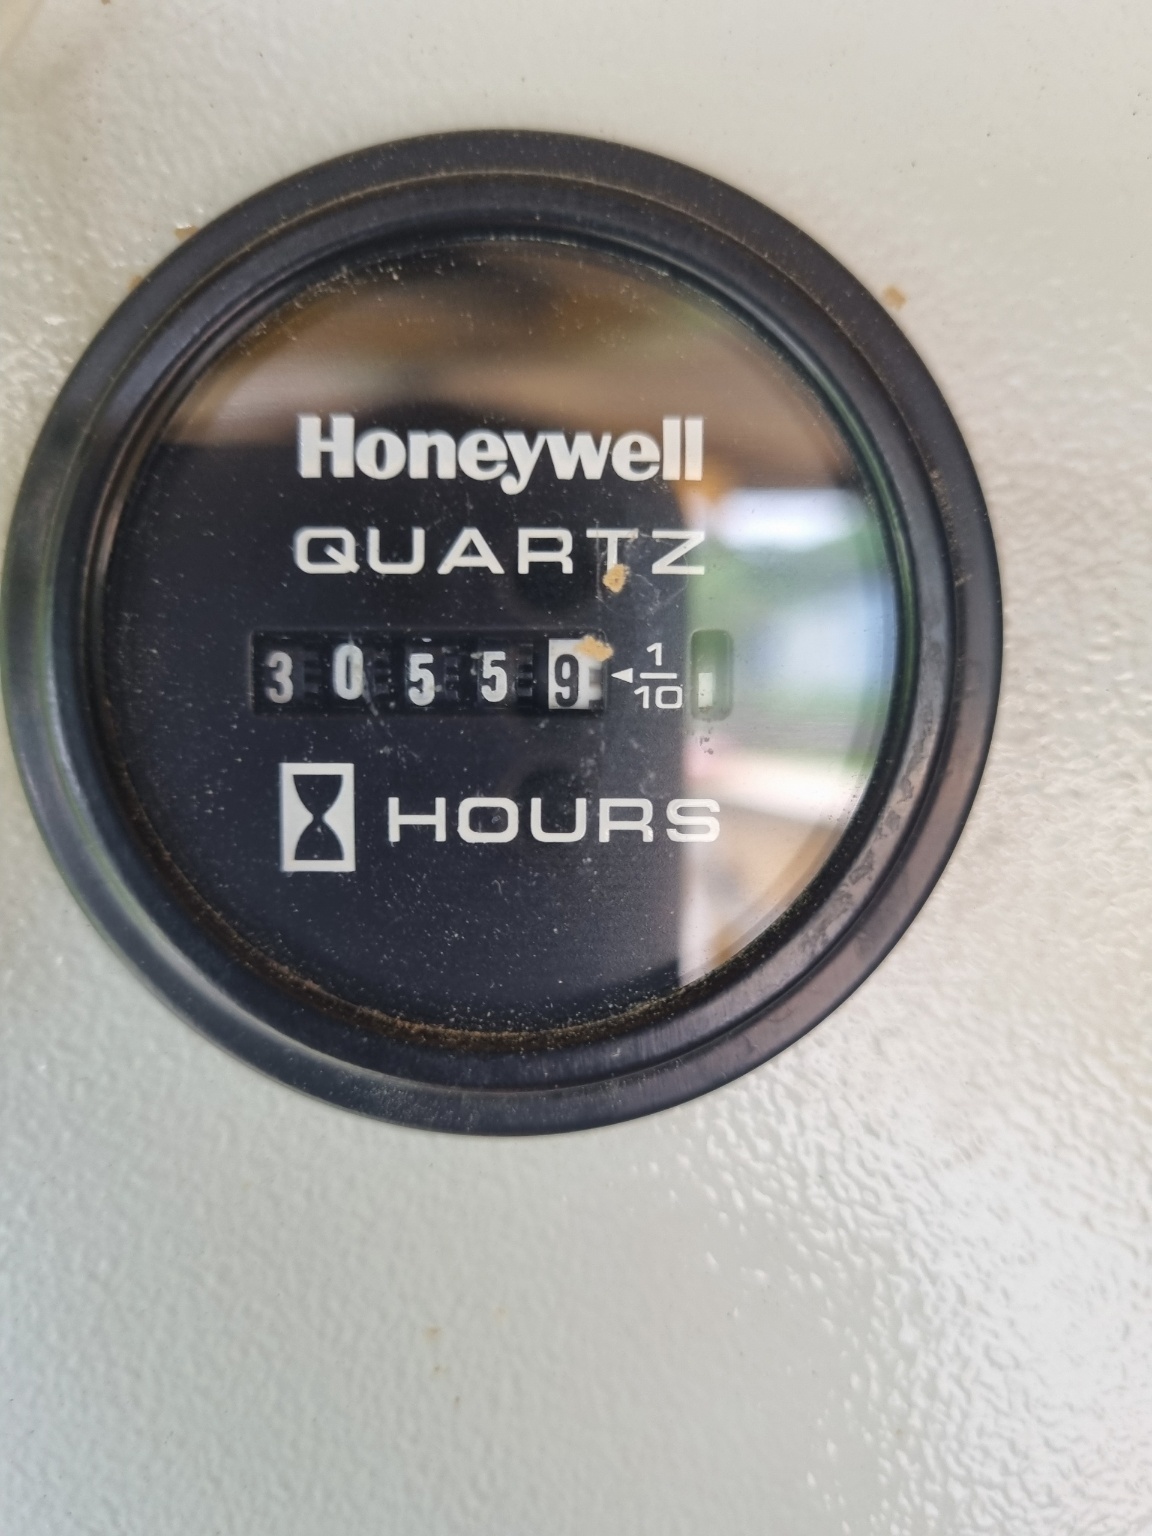 Honeywell
QUARTZ
30559 ◄ 1/10
HOURS